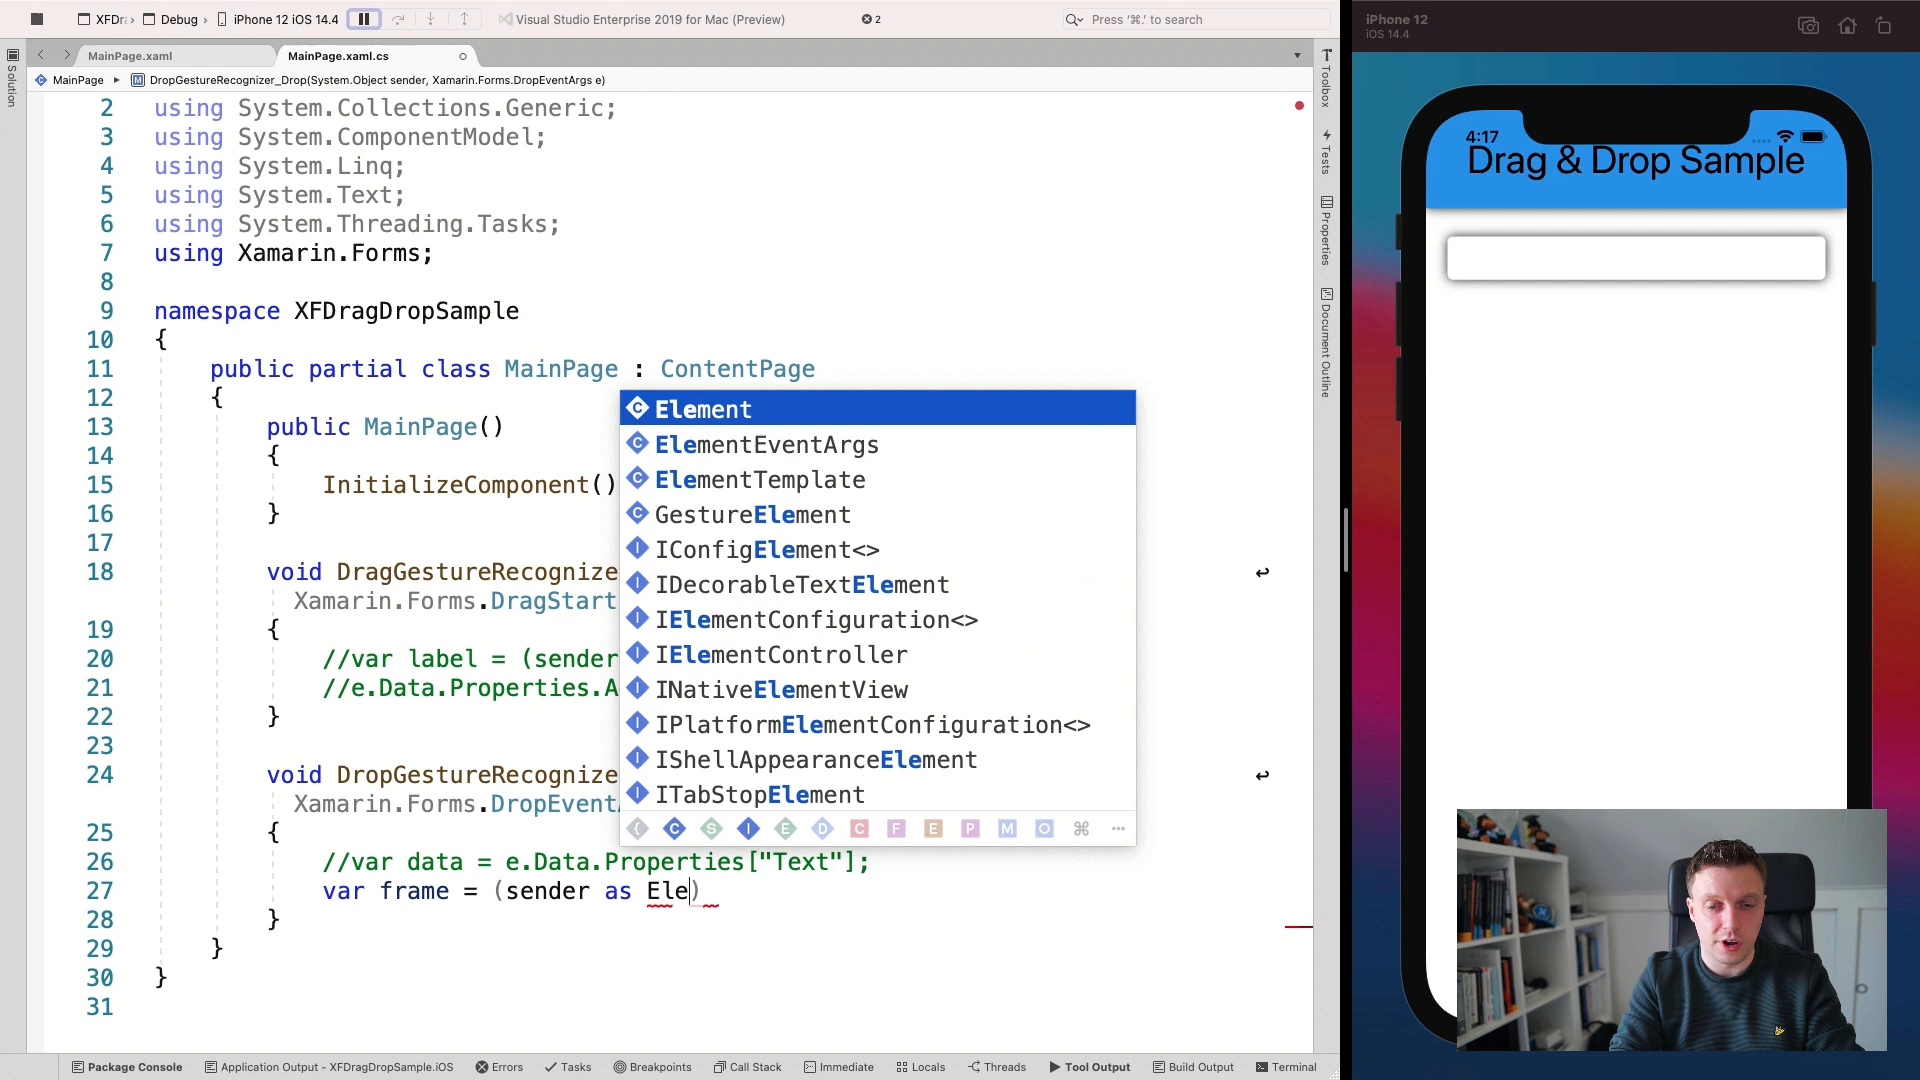 XFDr
Debug
iPhone 12 iOS 14.4
Visual Studio Enterprise 2019 for Mac (Preview)
2
Press '⌘.' to search
MainPage.xaml
MainPage.xaml.cs
MainPage
DropGestureRecognizer_Drop(System.Object sender, Xamarin.Forms.DropEventArgs e)
Solution
2 using System.Collections.Generic;
3 using System.ComponentModel;
4 using System.Linq;
5 using System.Text;
6 using System.Threading.Tasks;
7 using Xamarin.Forms;
8
9 namespace XFDragDropSample
10 {
11 public partial class MainPage : ContentPage
12 {
13 public MainPage()
14 {
15 InitializeComponent()
16 }
17
18 void DragGestureRecognize
Xamarin.Forms.DragStart
19 {
20 //var label = (sender
21 //e.Data.Properties.A
22 }
23
24 void DropGestureRecognize
Xamarin.Forms.DropEvent
25 {
26 //var data = e.Data.Properties["Text"];
27 var frame = (sender as Ele)
28 }
29 }
30 }
31
Element
ElementEventArgs
ElementTemplate
GestureElement
IConfigElement<>
IDecorableTextElement
IElementConfiguration<>
IElementController
INativeElementView
IPlatformElementConfiguration<>
IShellAppearanceElement
ITabStopElement
{ C S I E D C F E P M O ⌘ ···
Toolbox
Tests
Properties
Document Outline
Package Console
Application Output - XFDragDropSample.iOS
Errors
Tasks
Breakpoints
Call Stack
Immediate
Locals
Threads
Tool Output
Build Output
Terminal
iPhone 12
iOS 14.4
4:17
Drag & Drop Sample